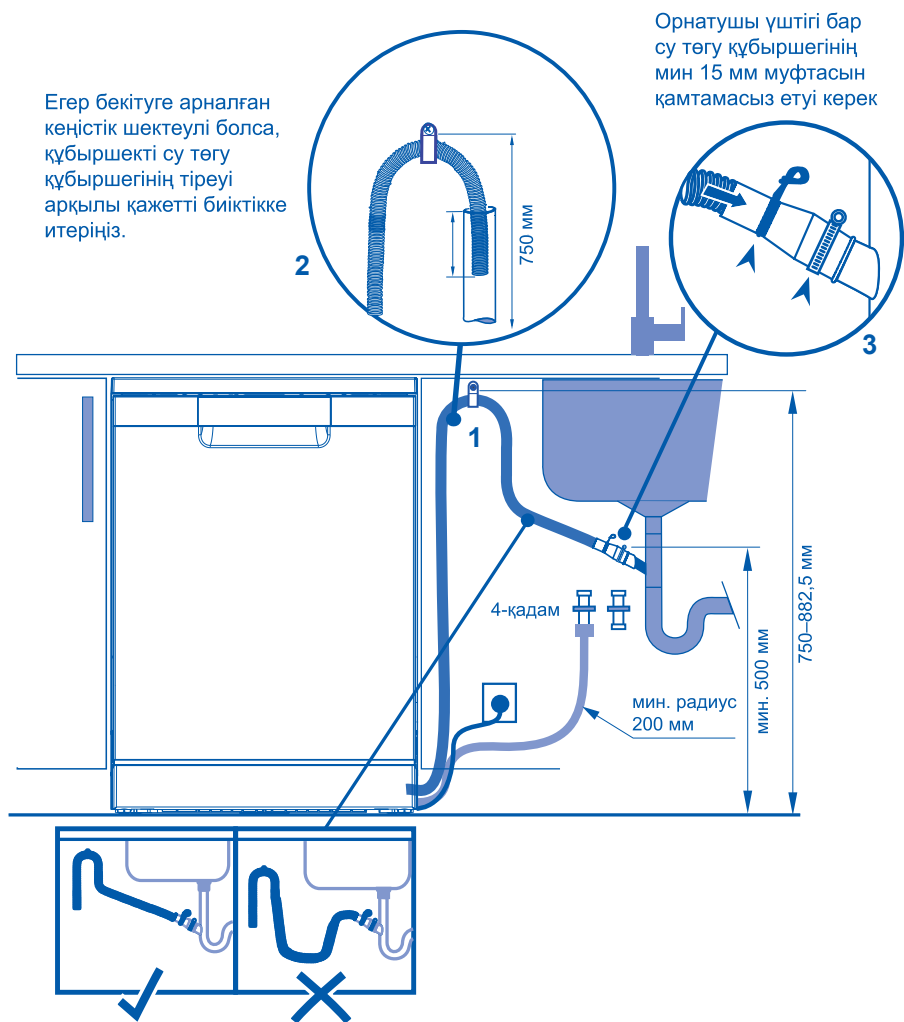 Орнатушы үштігі бар
су төгу құбыршегінің
мин 15 мм муфтасын
қамтамасыз етуі керек
Егер бекітуге арналған
кеңістік шектеулі болса,
құбыршекті су төгу
құбыршегінің тіреуі
арқылы қажетті биіктікке
итеріңіз.
2
750 мм
3
1
4-қадам
мин. радиус
200 мм
мин. 500 мм
750–882,5 мм